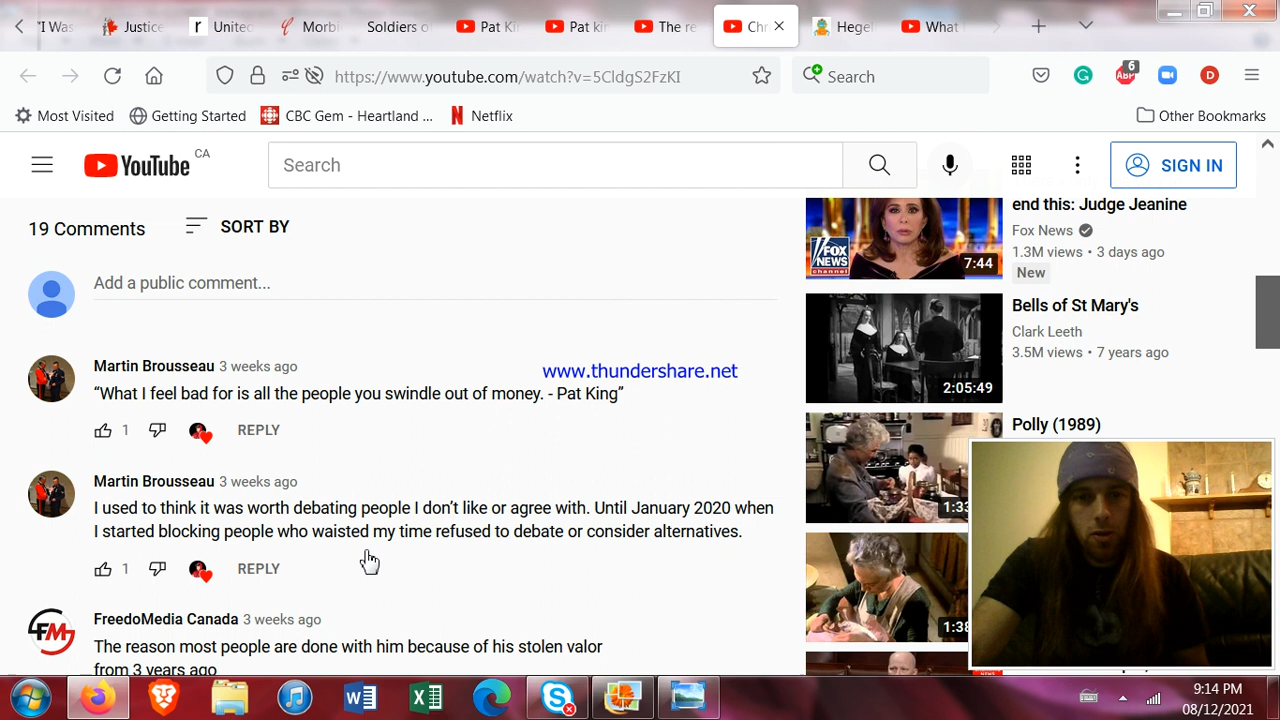 "I Was
Justice
Unitec
Morbi
Soldiers o
Pat Ki
Pat ki
The re
Chr
Hegel
What
https://www.youtube.com/watch?v=5CldgS2FzKI
Search
6
ABP
D
Most Visited
Getting Started
CBC Gem - Heartland ...
Netflix
Other Bookmarks
YouTube CA
Search
SIGN IN
19 Comments
SORT BY
Add a public comment...
Martin Brousseau 3 weeks ago
“What I feel bad for is all the people you swindle out of money. - Pat King”
1
REPLY
www.thundershare.net
Martin Brousseau 3 weeks ago
I used to think it was worth debating people I don’t like or agree with. Until January 2020 when
I started blocking people who waisted my time refused to debate or consider alternatives.
1
REPLY
FreedoMedia Canada 3 weeks ago
The reason most people are done with him because of his stolen valor
from 3 years ago
FM
end this: Judge Jeanine
Fox News
1.3M views • 3 days ago
New
FOX
NEWS
channel
7:44
Bells of St Mary's
Clark Leeth
3.5M views • 7 years ago
2:05:49
Polly (1989)
1:33
1:38
9:14 PM
08/12/2021